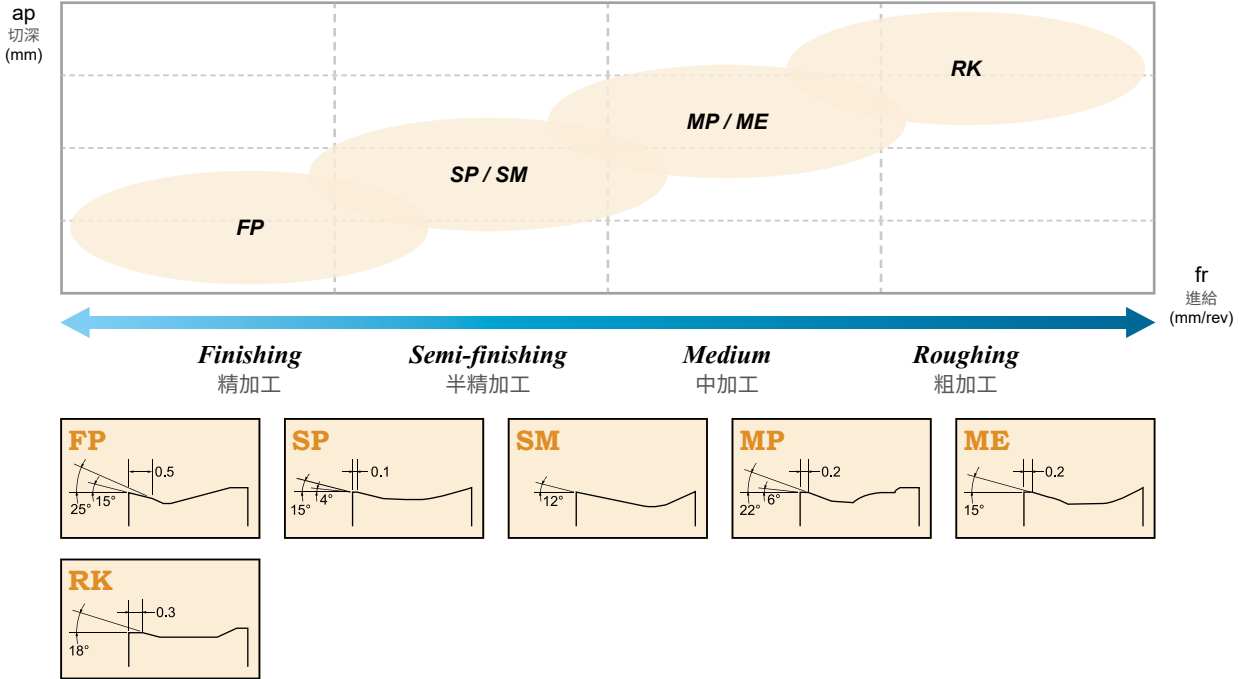 ap
切深
(mm)
RK
MP / ME
SP / SM
FP
fr
進給
(mm/rev)
Finishing
精加工
Semi-finishing
半精加工
Medium
中加工
Roughing
粗加工
FP
0.5
15°
25°
SP
0.1
4°
15°
SM
12°
MP
0.2
6°
22°
ME
0.2
15°
RK
0.3
18°